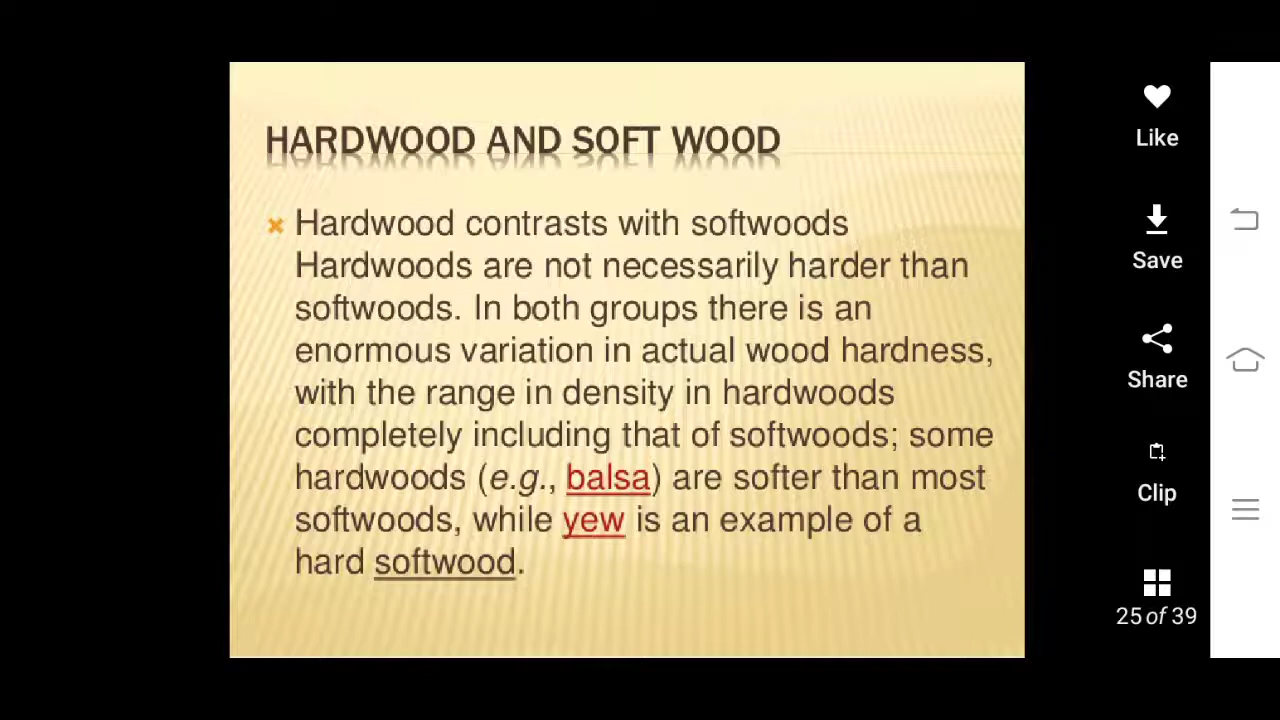 HARDWOOD AND SOFT WOOD
Hardwood contrasts with softwoods
Hardwoods are not necessarily harder than
softwoods. In both groups there is an
enormous variation in actual wood hardness,
with the range in density in hardwoods
completely including that of softwoods; some
hardwoods (e.g., balsa) are softer than most
softwoods, while yew is an example of a
hard softwood.
Like
Save
Share
Clip
25 of 39